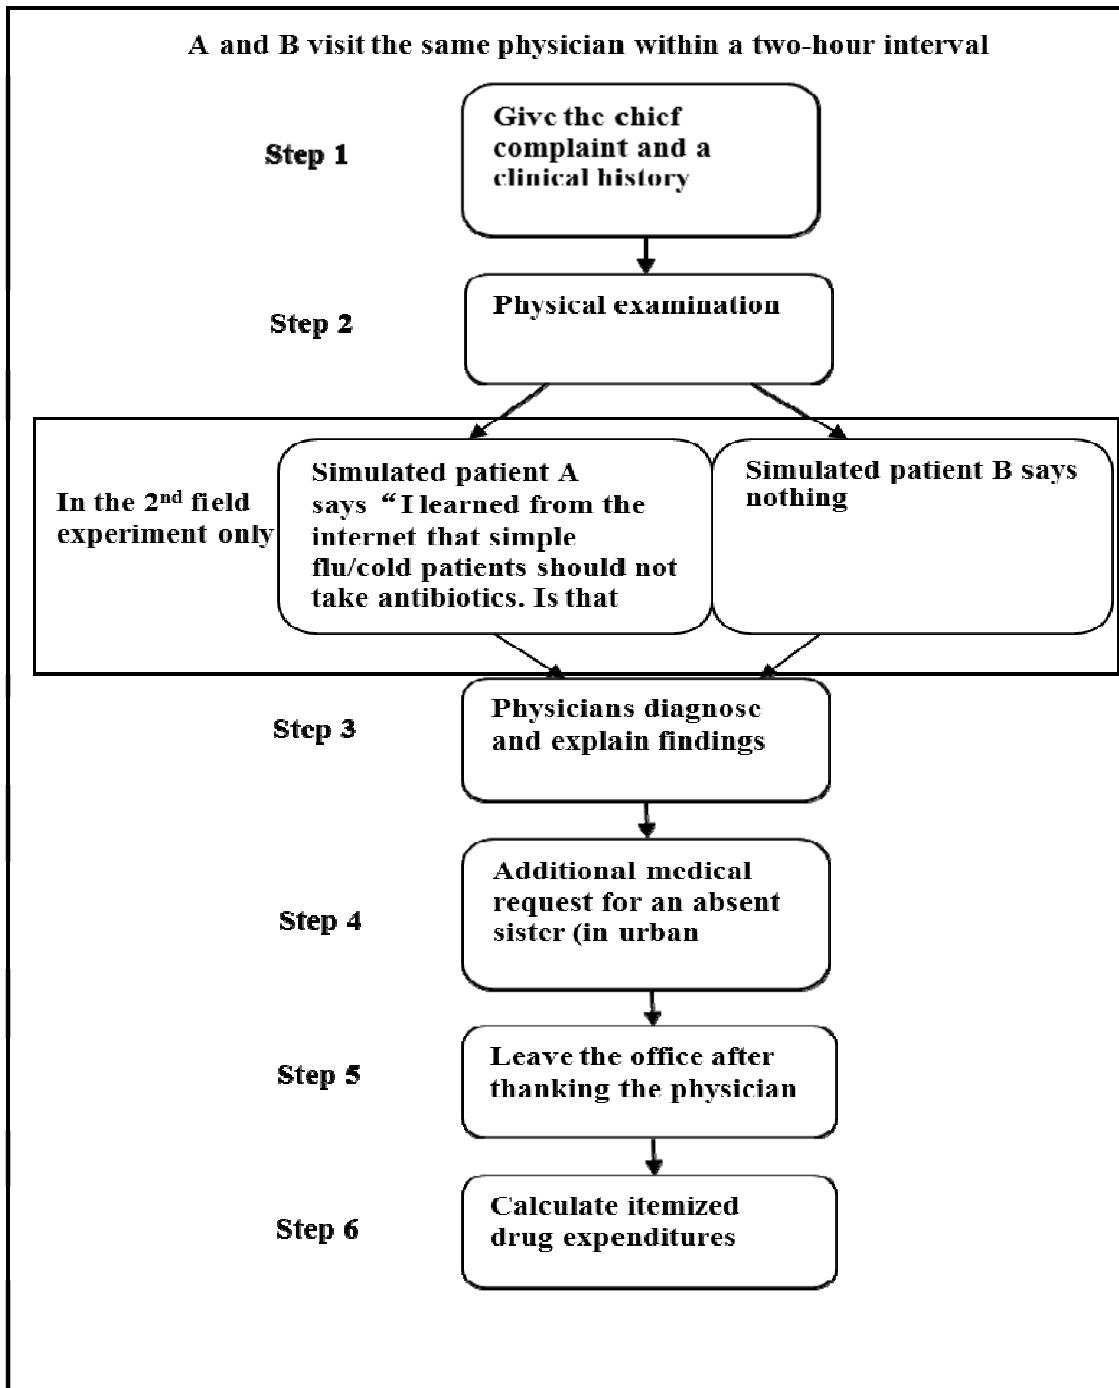 A and B visit the same physician within a two-hour interval
Step 1
Give the chief
complaint and a
clinical history
Step 2
Physical examination
In the 2nd field
experiment only
Simulated patient A
says “I learned from the
internet that simple
flu/cold patients should not
take antibiotics. Is that
Simulated patient B says
nothing
Step 3
Physicians diagnose
and explain findings
Step 4
Additional medical
request for an absent
sister (in urban
Step 5
Leave the office after
thanking the physician
Step 6
Calculate itemized
drug expenditures